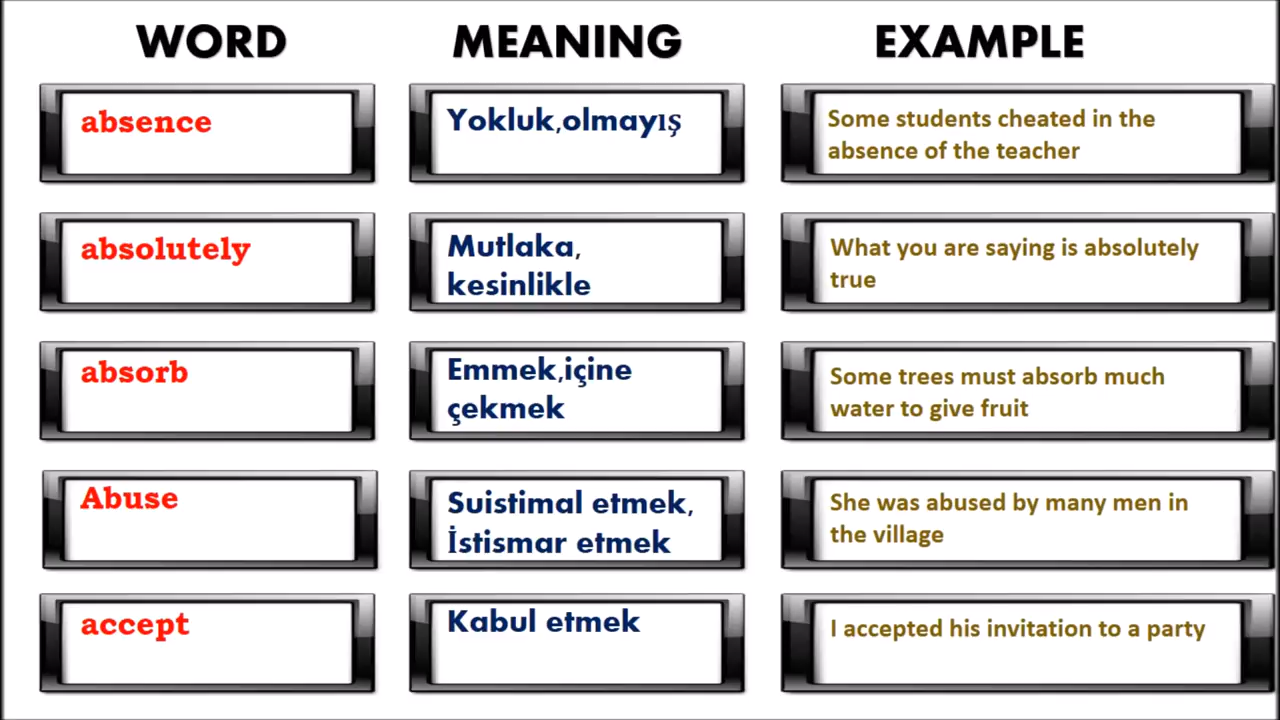 WORD MEANING EXAMPLE
absence
Yokluk,olmayış
Some students cheated in the
absence of the teacher
absolutely
Mutlaka,
kesinlikle
What you are saying is absolutely
true
absorb
Emmek,içine
çekmek
Some trees must absorb much
water to give fruit
Abuse
Suistimal etmek,
İstismar etmek
She was abused by many men in
the village
accept
Kabul etmek
I accepted his invitation to a party